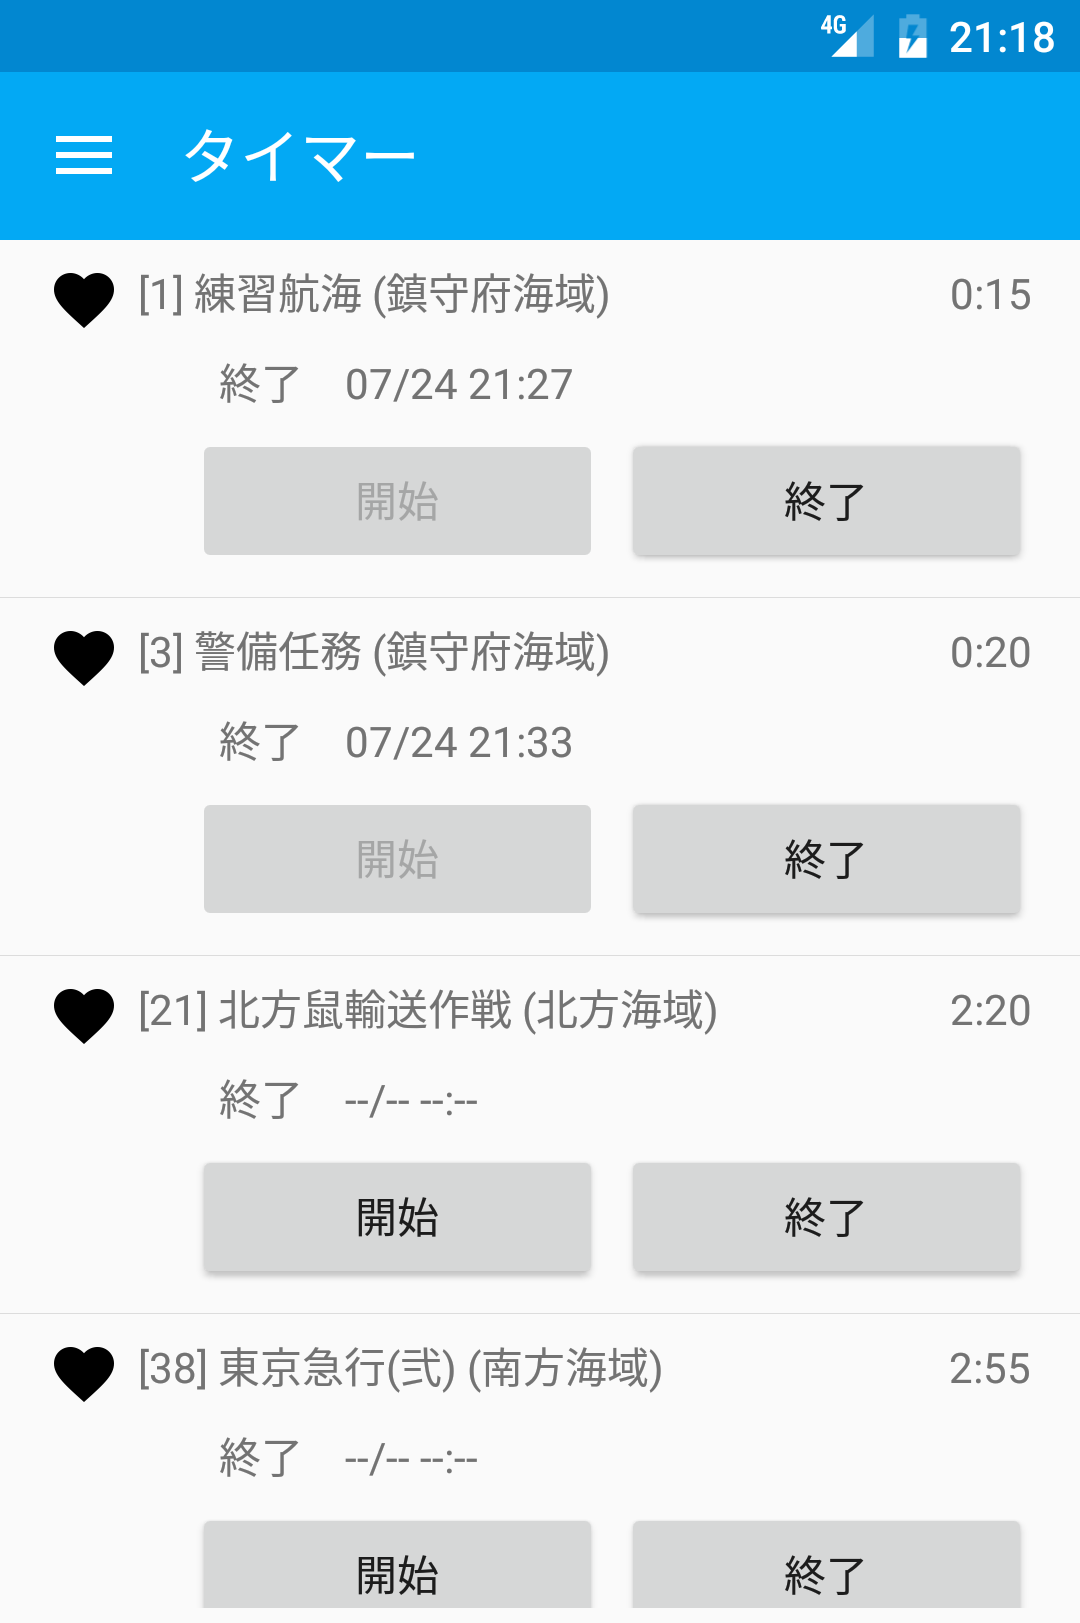 4G 21:18
タイマー
[1] 練習航海 (鎮守府海域) 0:15
終了 07/24 21:27
開始 終了
[3] 警備任務 (鎮守府海域) 0:20
終了 07/24 21:33
開始 終了
[21] 北方鼠輸送作戦 (北方海域) 2:20
終了 --/-- --:--
開始 終了
[38] 東京急行(弐) (南方海域) 2:55
終了 --/-- --:--
開始 終了